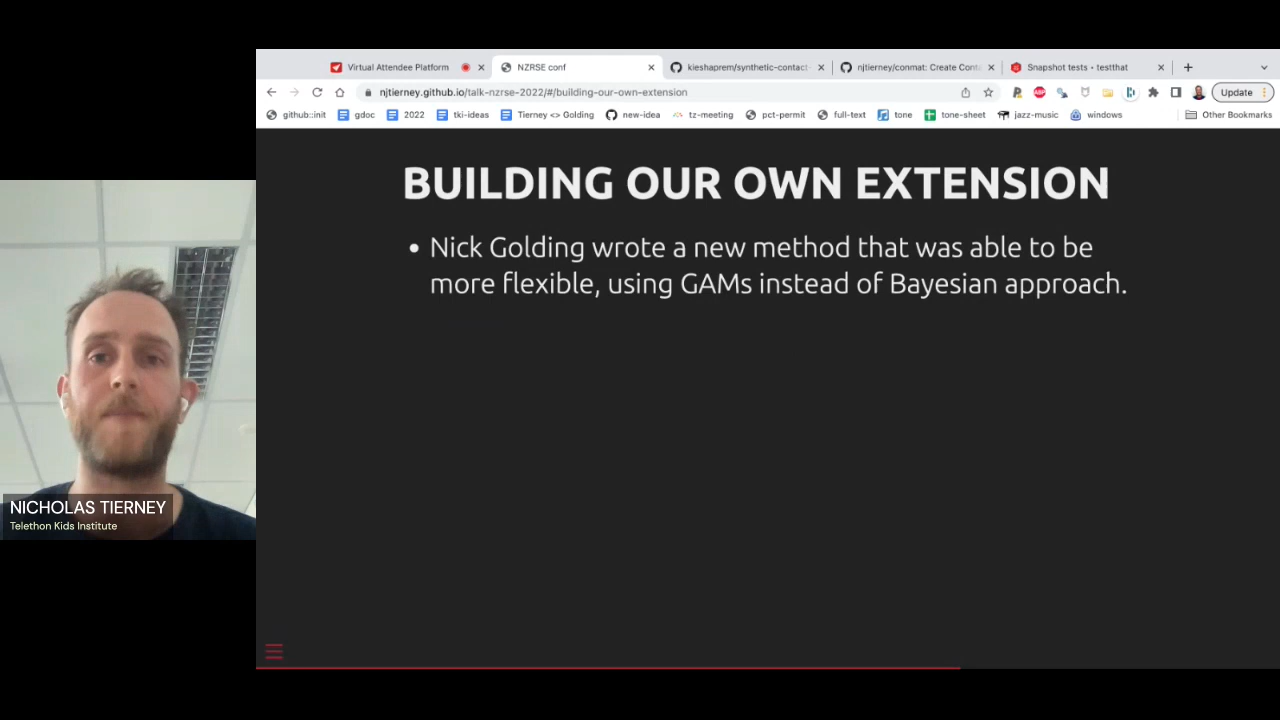 Virtual Attendee Platform
NZRSE conf
kieshaprem/synthetic-contact-
njtierney/conmat: Create Cont
Snapshot tests • testthat
njtierney.github.io/talk-nzrse-2022/#/building-our-own-extension
Update
github::init
gdoc
2022
tki-ideas
Tierney <> Golding
new-idea
tz-meeting
pct-permit
full-text
tone
tone-sheet
jazz-music
windows
Other Bookmarks
BUILDING OUR OWN EXTENSION
• Nick Golding wrote a new method that was able to be
more flexible, using GAMs instead of Bayesian approach.
NICHOLAS TIERNEY
Telethon Kids Institute